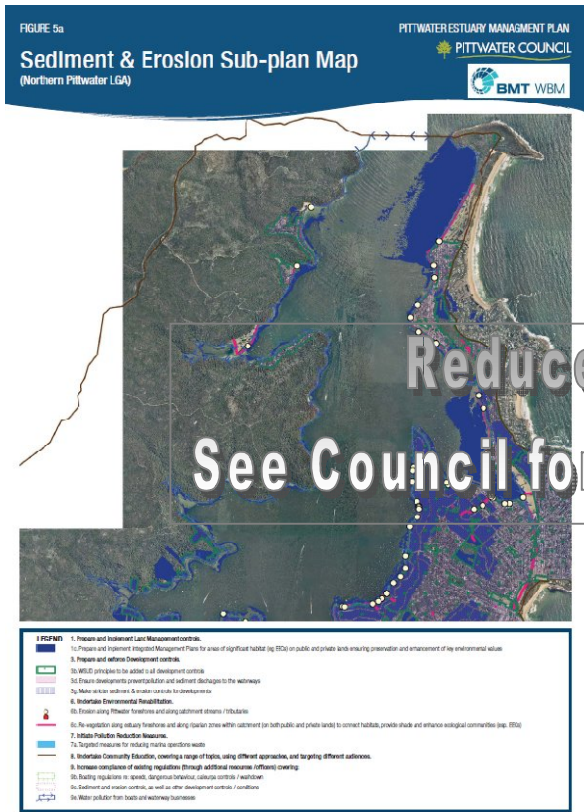 FIGURE 5a
PITTWATER ESTUARY MANAGMENT PLAN
PITTWATER COUNCIL
Sediment & Erosion Sub-plan Map
(Northern Pittwater LGA)
BMT WBM
Reduce
See Council fo
LEGEND
1. Prepare and Implement Land Management controls.
1c. Prepare and implement integrated Management Plans for areas of significant habitat (eg EECs) on public and private lands ensuring preservation and enhancement of key environmental values
3. Prepare and enforce Development controls.
3b. WSUD principles to be added to all development controls
3d. Ensure developments prevent pollution and sediment discharges to the waterways
3g. Make stricter sediment & erosion controls for developments
6. Undertake Environmental Rehabilitation.
6b. Erosion along Pittwater foreshores and along catchment streams / tributaries
6c. Re-vegetation along estuary foreshores and along riparian zones within catchment (on both public and private lands) to connect habitats, provide shade and enhance ecological communities (esp. EECs)
7. Initiate Pollution Reduction Measures.
7a. Targeted measures for reducing marina operations waste
8. Undertake Community Education, covering a range of topics, using different approaches, and targeting different audiences.
9. Increase compliance of existing regulations (through additional resources /officers) covering:
9b. Boating regulations re: speeds, dangerous behaviour, controls / washdown
9c. Sediment and erosion controls, as well as other development controls / conditions
9e. Water pollution from boats and waterway businesses